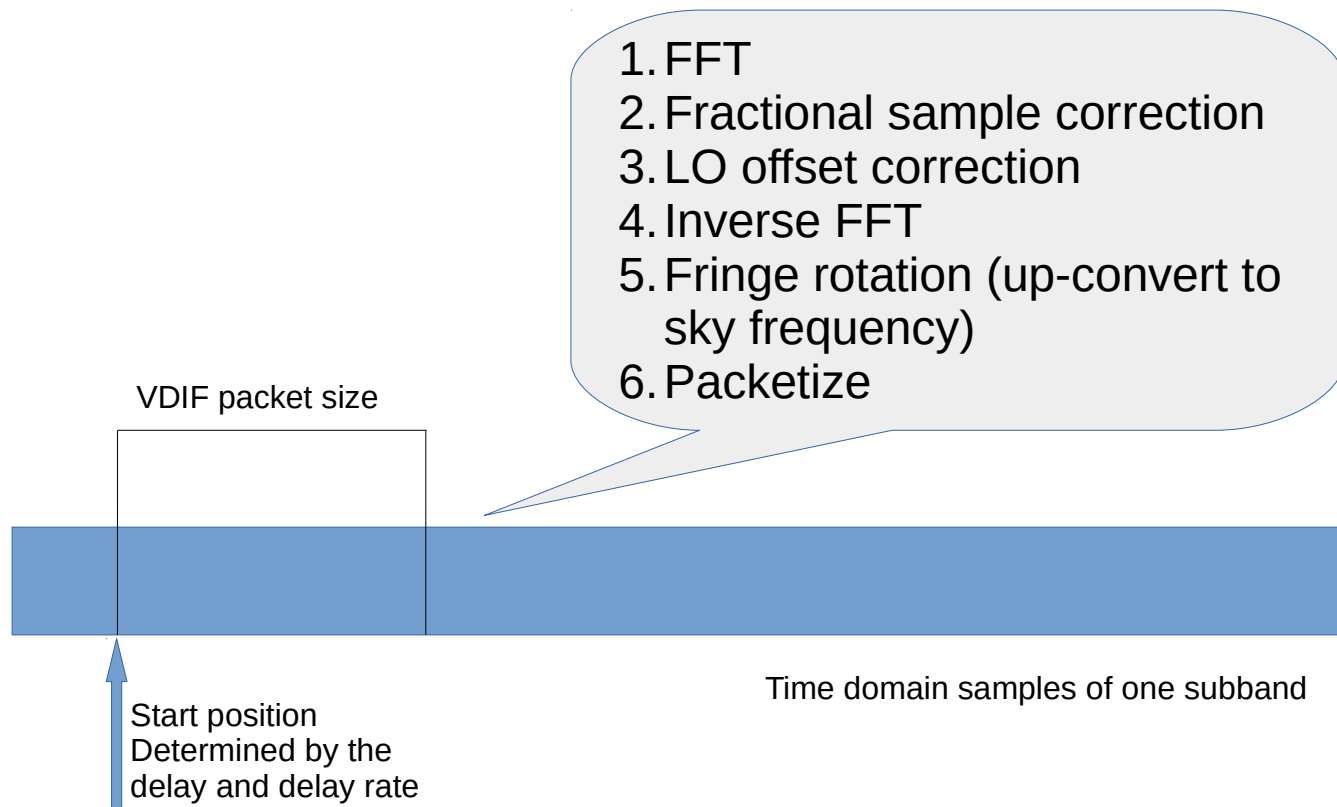 1. FFT
2. Fractional sample correction
3. LO offset correction
4. Inverse FFT
5. Fringe rotation (up-convert to
sky frequency)
6. Packetize
VDIF packet size
Time domain samples of one subband
Start position
Determined by the
delay and delay rate